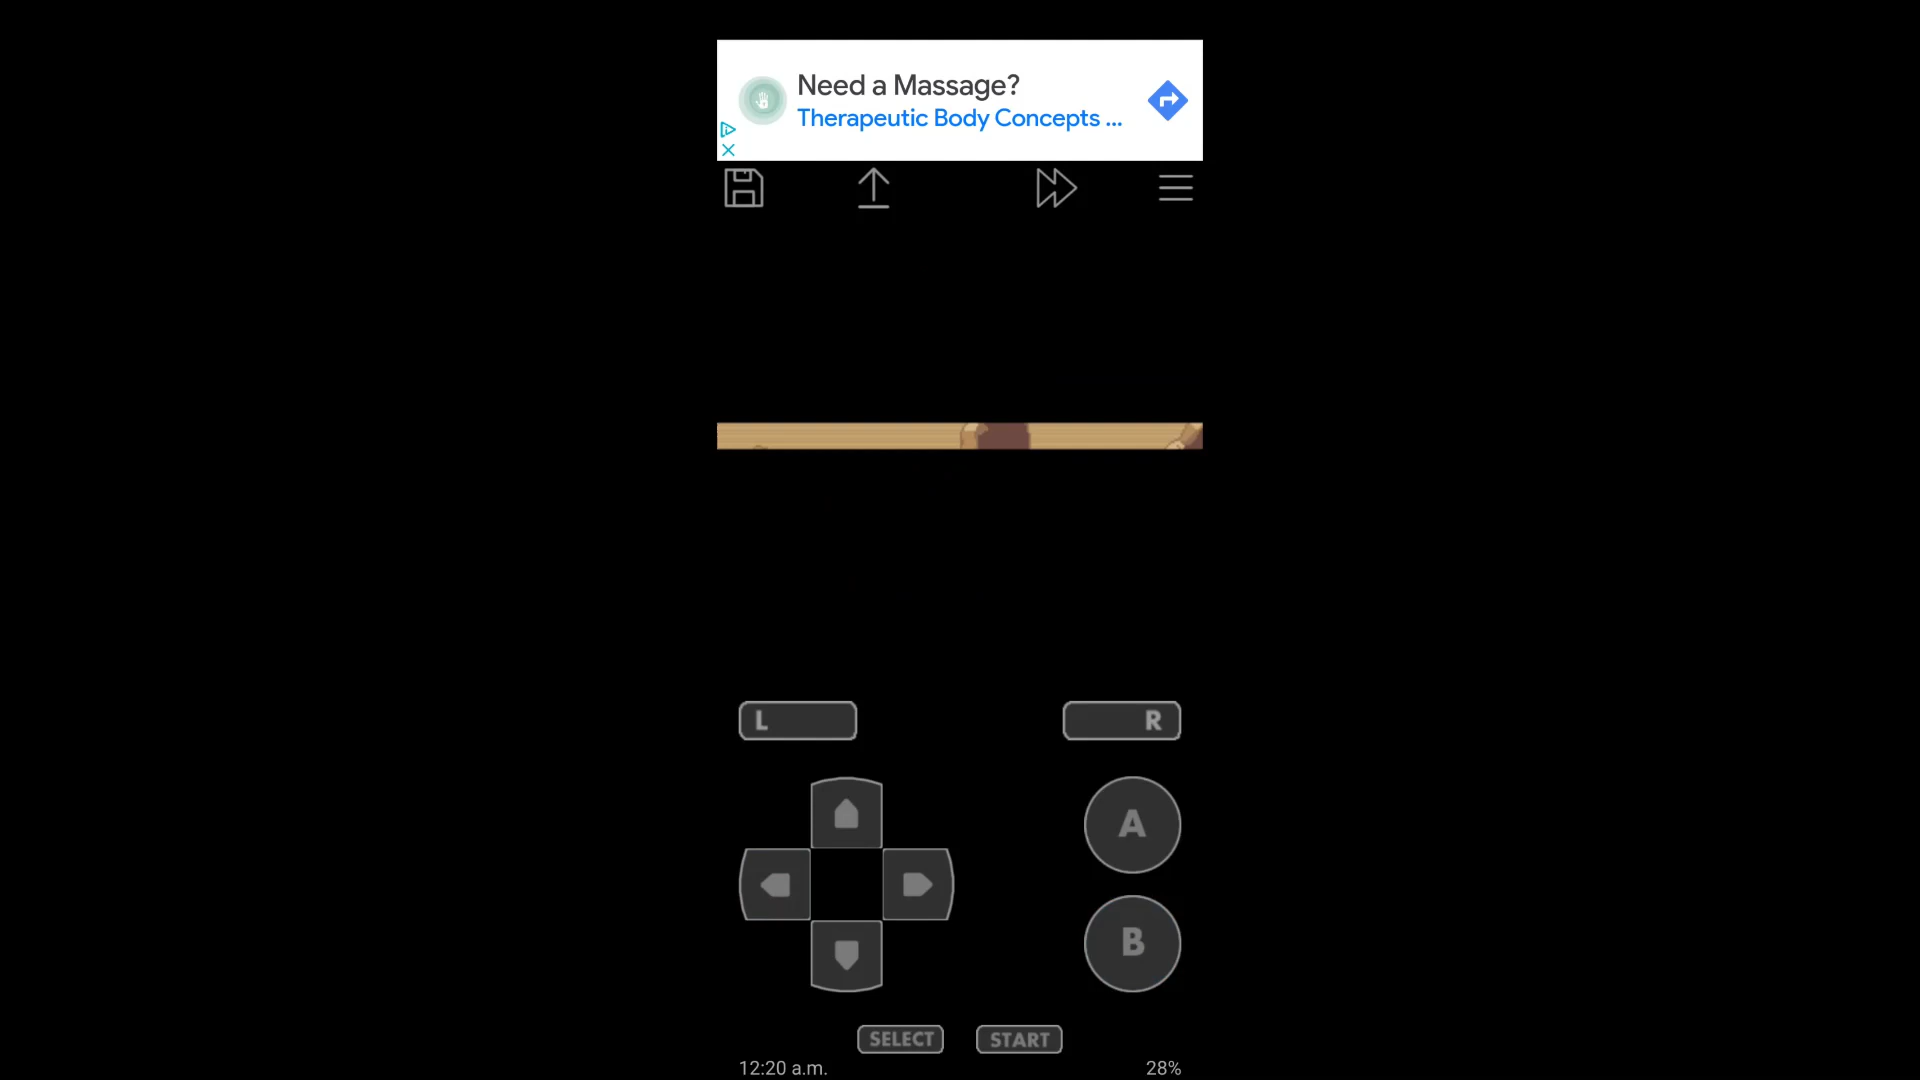 Need a Massage?
Therapeutic Body Concepts ...
L
R
A
B
SELECT
START
12:20 a.m.
28%